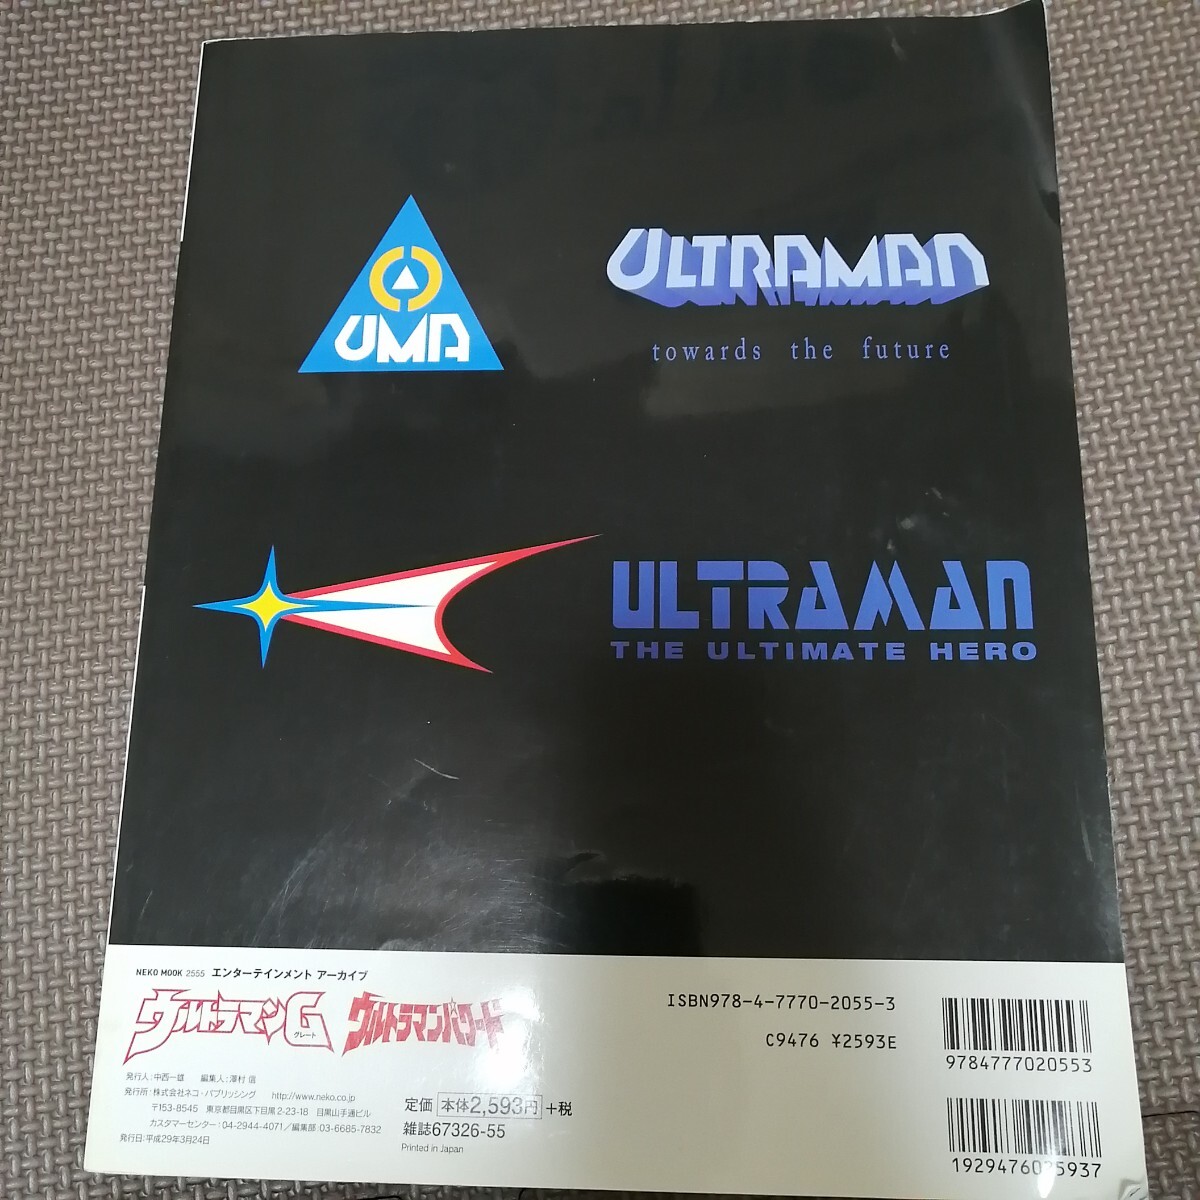 UMA
ULTRAMAN
towards the future
ULTRAMAN
THE ULTIMATE HERO
NEKO MOOK 2555 エンターテインメント アーカイブ
ウルトラマンG
グレート
ウルトラマンパワード
発行人:中西一雄 編集人:澤村 信
発行所:株式会社ネコ・パブリッシング http://www.neko.co.jp
〒153-8545 東京都目黒区下目黒2-23-18 目黒山手通ビル
カスタマーセンター:04-2944-4071/編集部:03-6685-7832
発行日:平成29年3月24日
定価 本体2,593円 +税
雑誌67326-55
Printed in Japan
ISBN978-4-7770-2055-3
C9476 ¥2593E
9784777020553
1929476025937